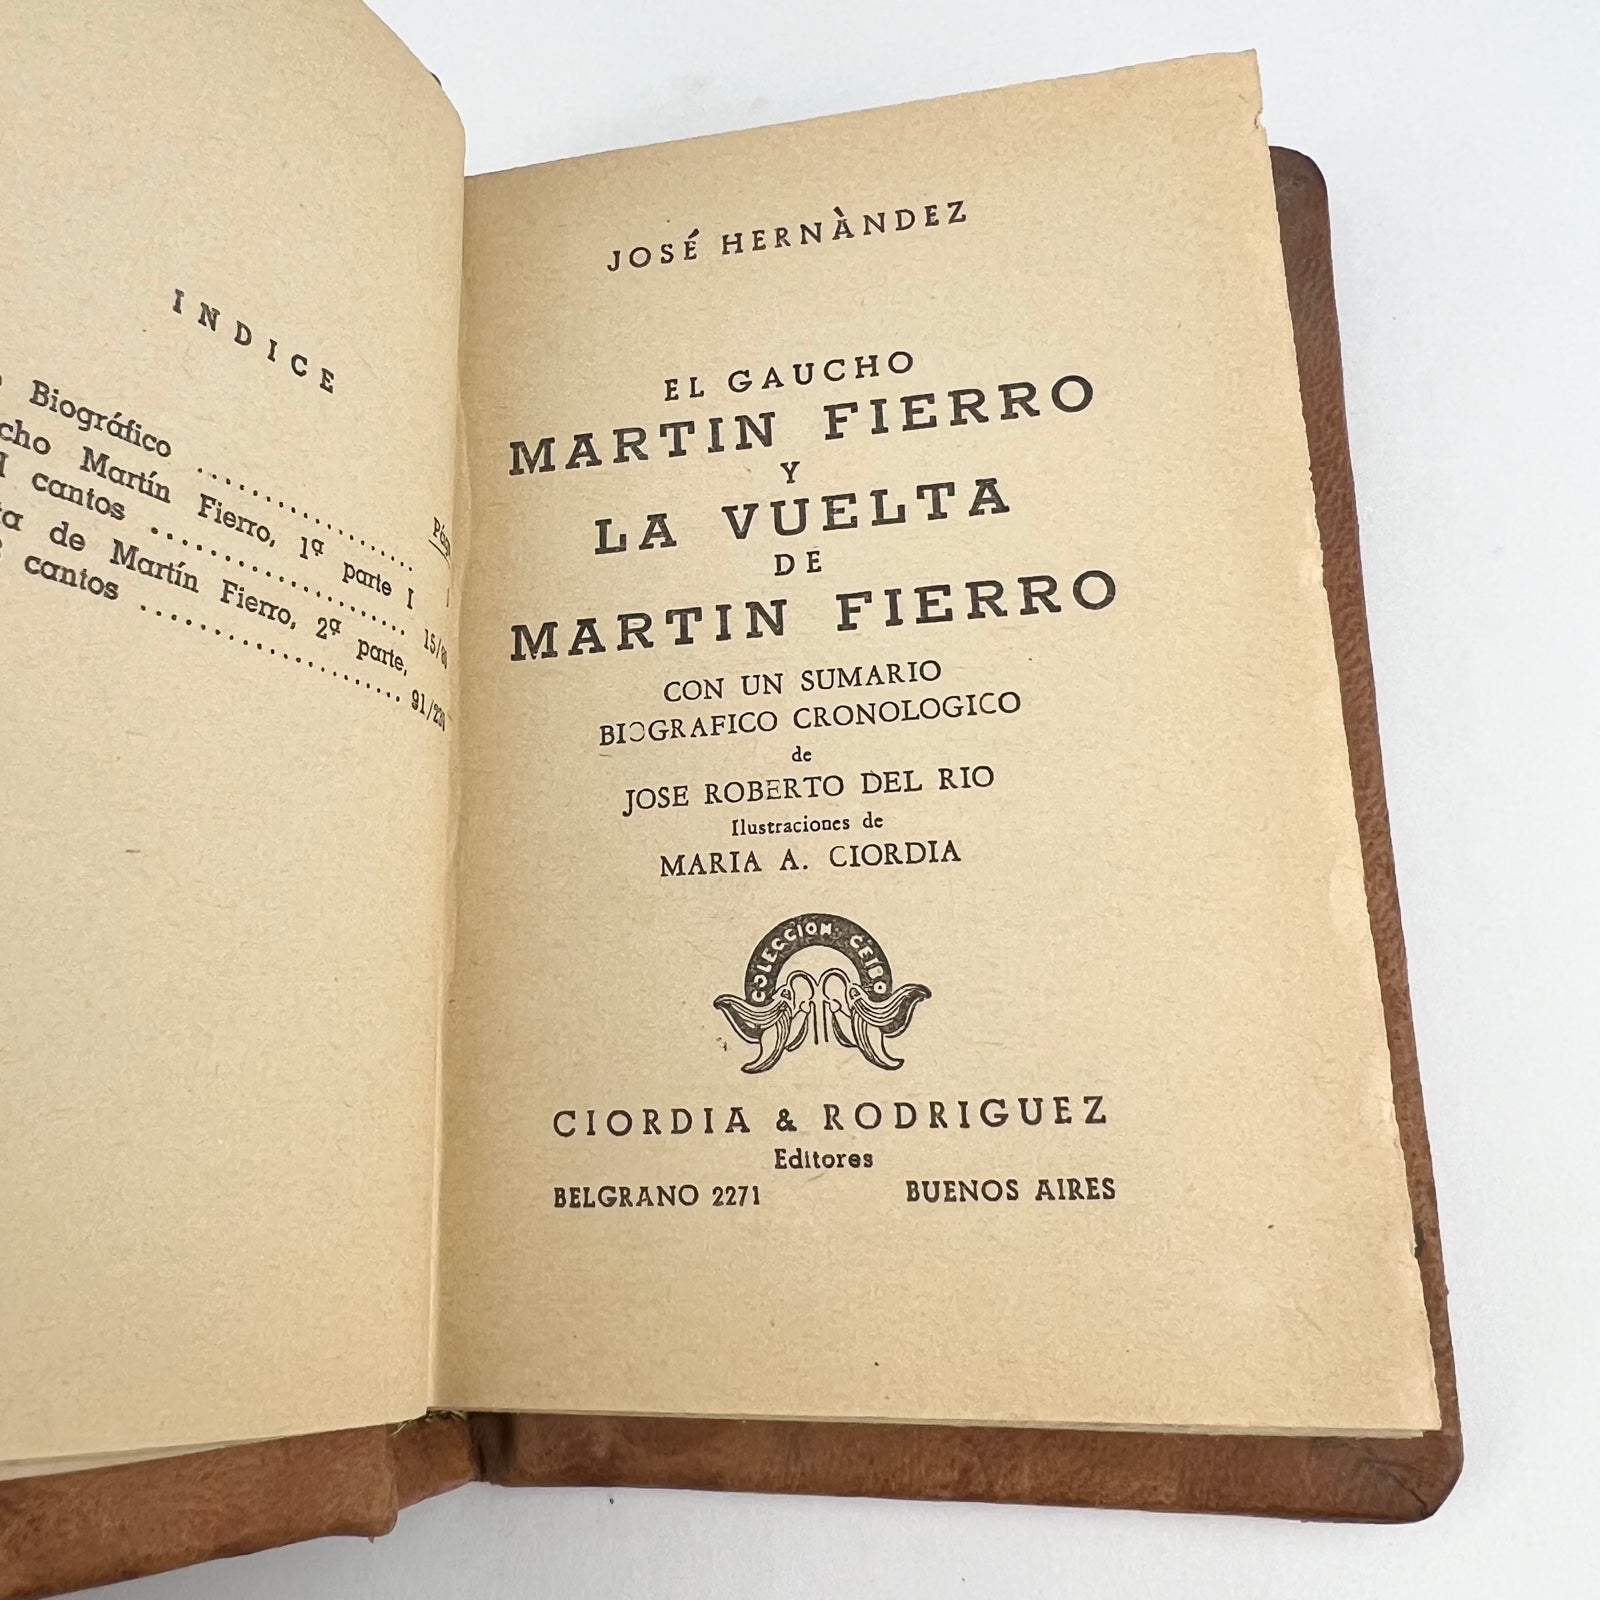 INDICE
Biográfico ..................
Martín Fierro, 1ª parte I
cantos ..................... 15/
de Martín Fierro, 2ª parte,
cantos ..................... 91/
JOSÉ HERNÀNDEZ
EL GAUCHO
MARTIN FIERRO
Y
LA VUELTA
DE
MARTIN FIERRO
CON UN SUMARIO
BIOGRAFICO CRONOLOGICO
de
JOSE ROBERTO DEL RIO
Ilustraciones de
MARIA A. CIORDIA
COLECCION CEIBO
CIORDIA & RODRIGUEZ
Editores
BELGRANO 2271 BUENOS AIRES